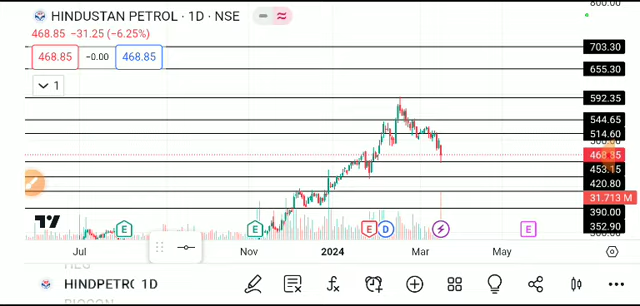 800.00
HINDUSTAN PETROL · 1D · NSE
468.85 −31.25 (−6.25%)
468.85 −0.00 468.85
1
703.30
655.30
592.35
544.65
514.60
468.85
453.15
420.80
31.713 M
390.00
352.90
E E E D E
Jul Nov 2024 Mar May
HINDPETRO 1D